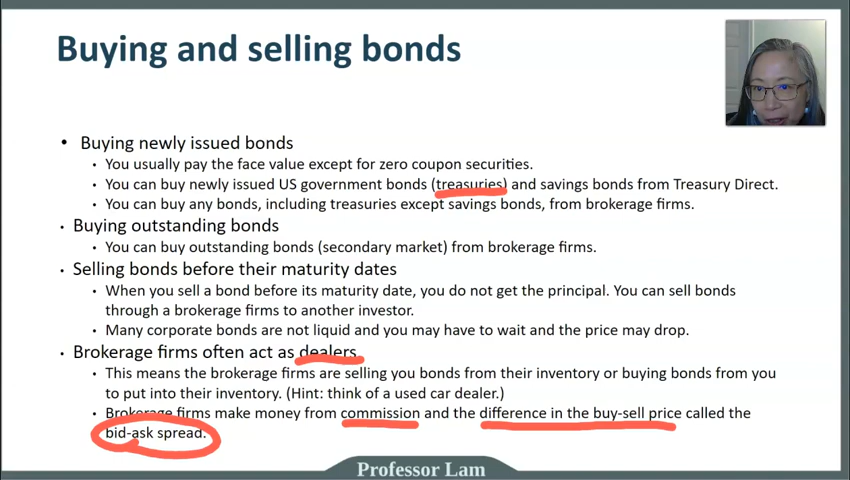 Buying and selling bonds
• Buying newly issued bonds
• You usually pay the face value except for zero coupon securities.
• You can buy newly issued US government bonds (treasuries) and savings bonds from Treasury Direct.
• You can buy any bonds, including treasuries except savings bonds, from brokerage firms.
• Buying outstanding bonds
• You can buy outstanding bonds (secondary market) from brokerage firms.
• Selling bonds before their maturity dates
• When you sell a bond before its maturity date, you do not get the principal. You can sell bonds
through a brokerage firms to another investor.
• Many corporate bonds are not liquid and you may have to wait and the price may drop.
• Brokerage firms often act as dealers
• This means the brokerage firms are selling you bonds from their inventory or buying bonds from you
to put into their inventory. (Hint: think of a used car dealer.)
• Brokerage firms make money from commission and the difference in the buy-sell price called the
bid-ask spread.
Professor Lam